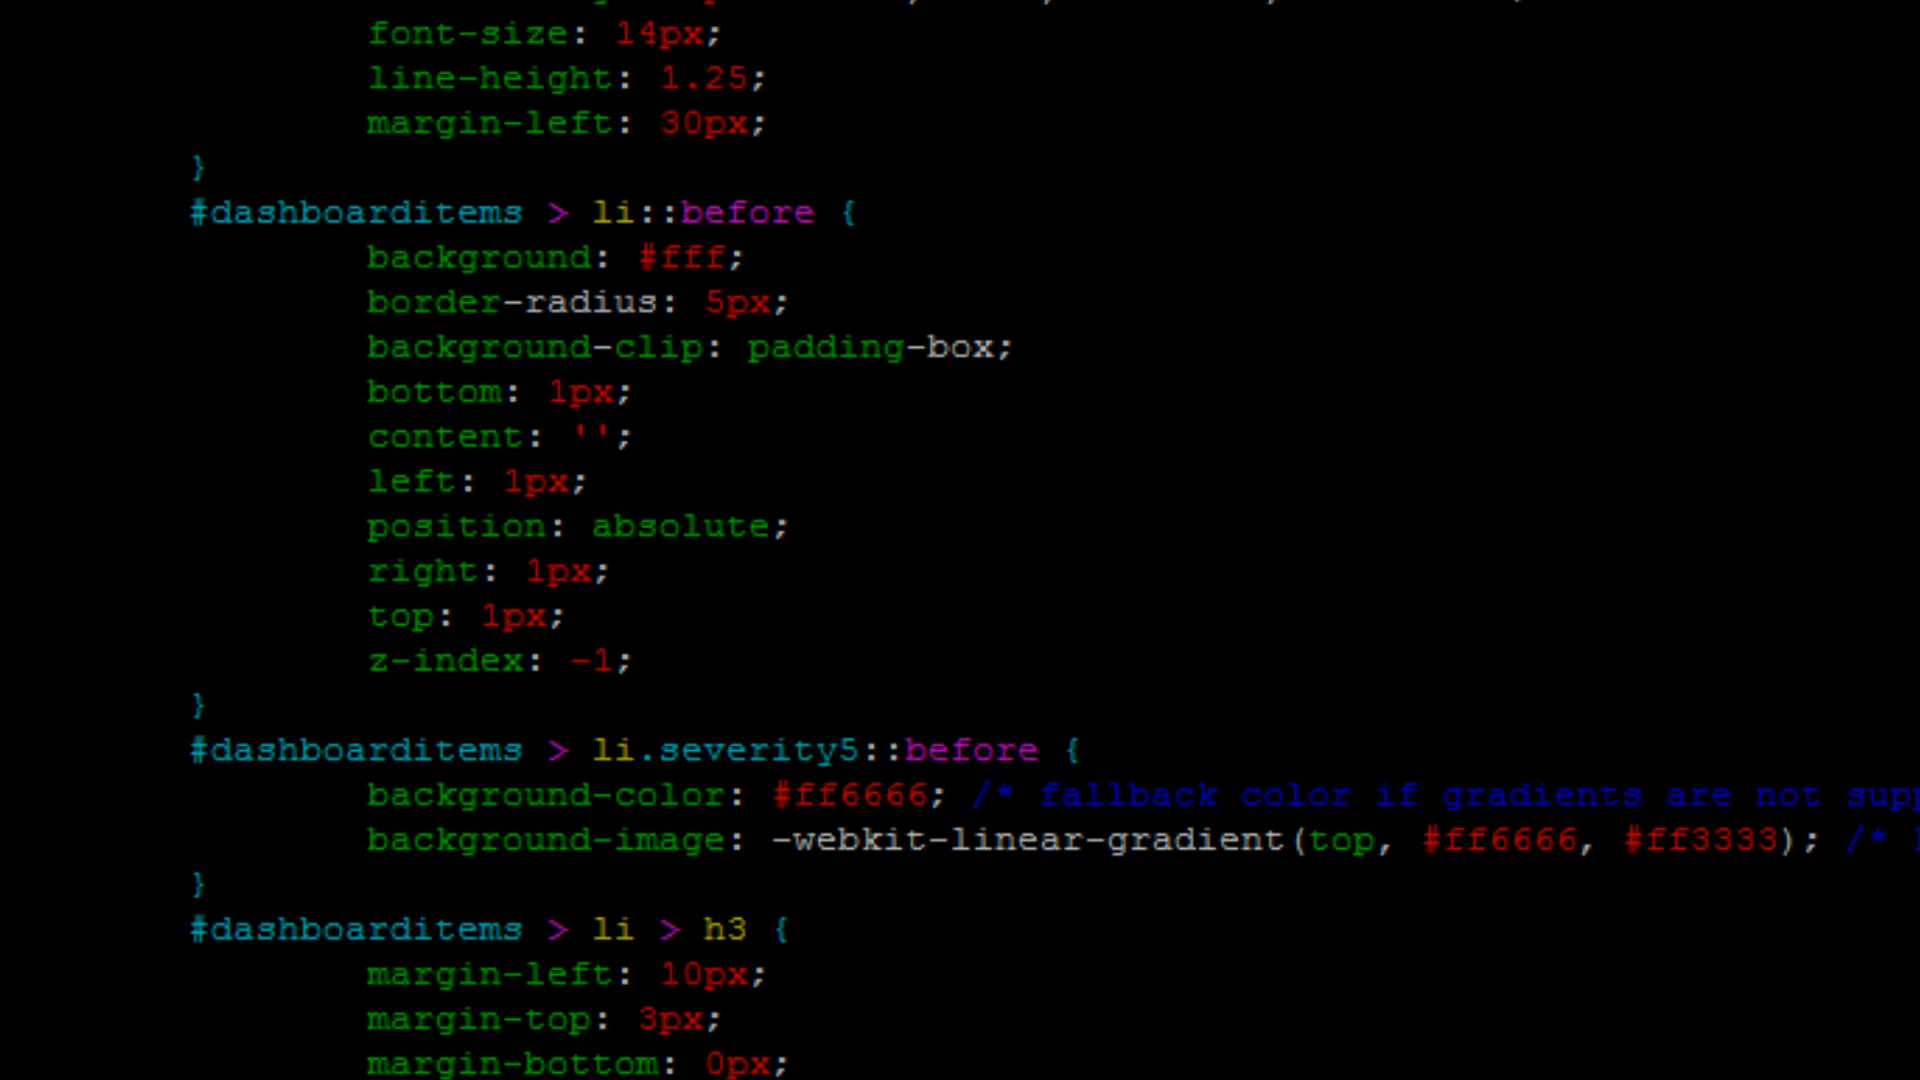 font-size: 14px;
line-height: 1.25;
margin-left: 30px;
}
#dashboarditems > li::before {
background: #fff;
border-radius: 5px;
background-clip: padding-box;
bottom: 1px;
content: '';
left: 1px;
position: absolute;
right: 1px;
top: 1px;
z-index: -1;
}
#dashboarditems > li.severity5::before {
background-color: #ff6666; /* fallback color if gradients are not supp
background-image: -webkit-linear-gradient(top, #ff6666, #ff3333); /*
}
#dashboarditems > li > h3 {
margin-left: 10px;
margin-top: 3px;
margin-bottom: 0px;